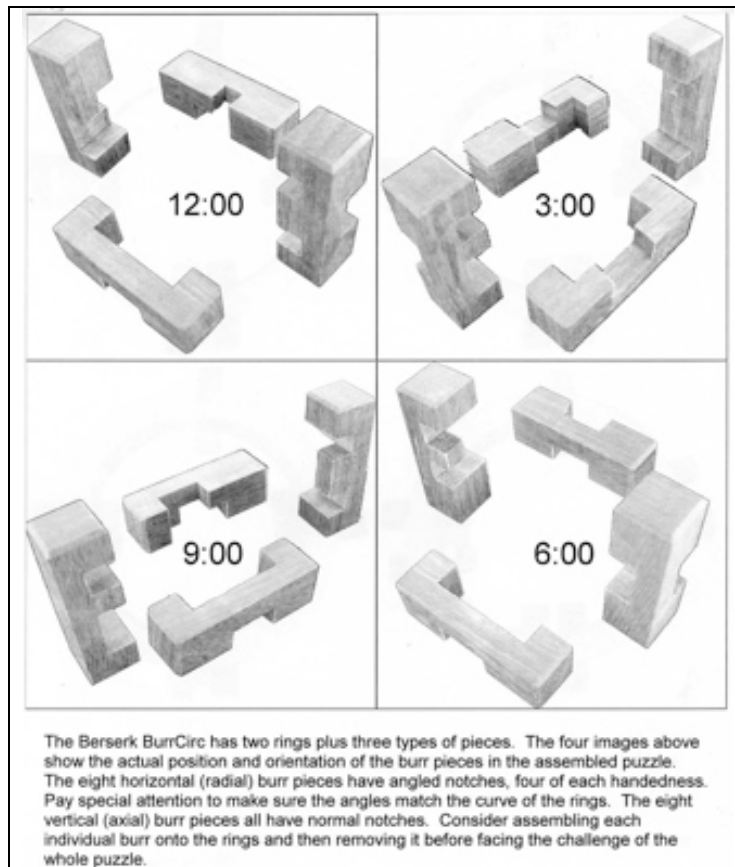 12:00
3:00
9:00
6:00
The Berserk BurrCirc has two rings plus three types of pieces. The four images above
show the actual position and orientation of the burr pieces in the assembled puzzle.
The eight horizontal (radial) burr pieces have angled notches, four of each handedness.
Pay special attention to make sure the angles match the curve of the rings. The eight
vertical (axial) burr pieces all have normal notches. Consider assembling each
individual burr onto the rings and then removing it before facing the challenge of the
whole puzzle.